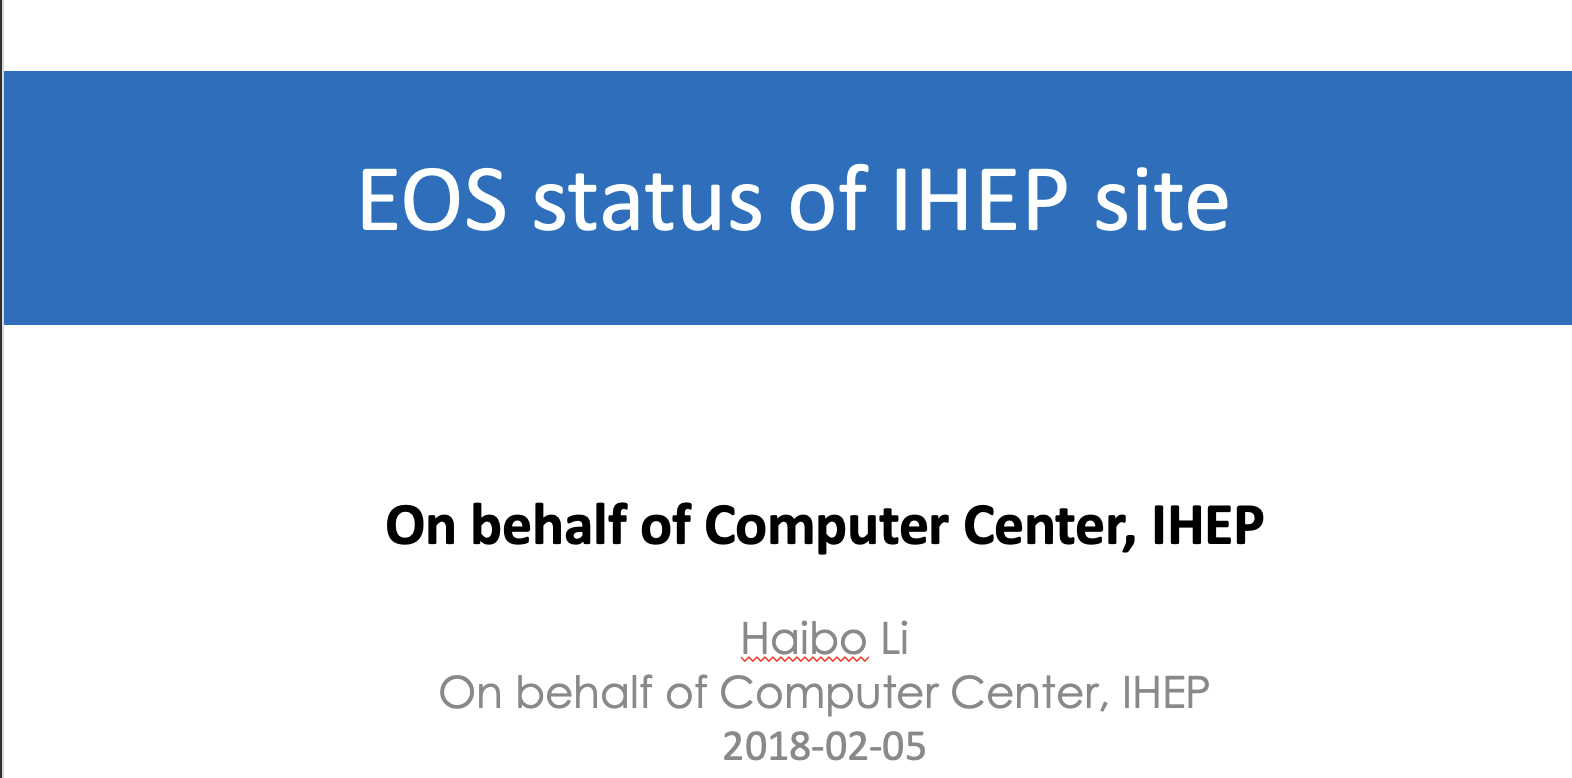 EOS status of IHEP site
On behalf of Computer Center, IHEP
Haibo Li
On behalf of Computer Center, IHEP
2018-02-05